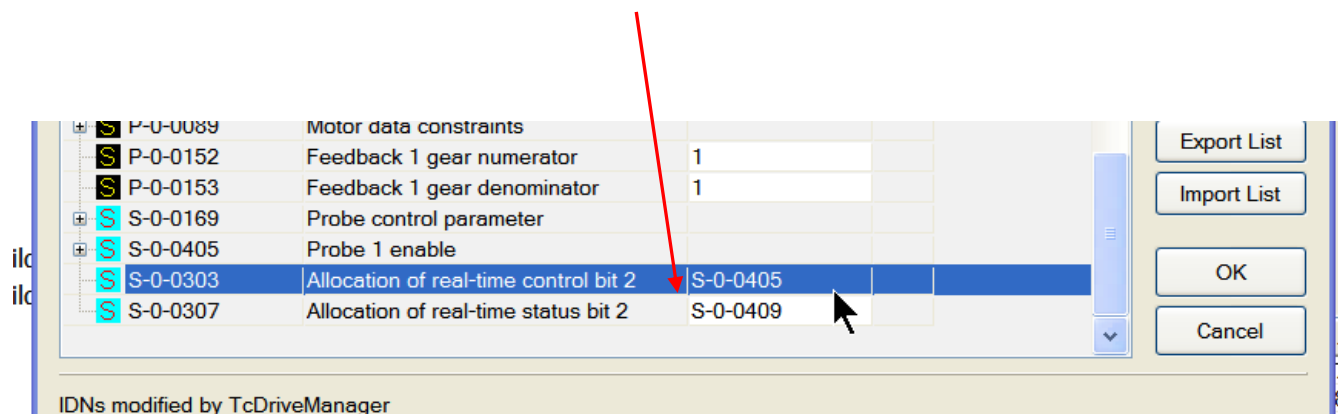 P-0-0089 Motor data constraints
P-0-0152 Feedback 1 gear numerator 1
P-0-0153 Feedback 1 gear denominator 1
S-0-0169 Probe control parameter
S-0-0405 Probe 1 enable
S-0-0303 Allocation of real-time control bit 2 S-0-0405
S-0-0307 Allocation of real-time status bit 2 S-0-0409
Export List
Import List
OK
Cancel
IDNs modified by TcDriveManager